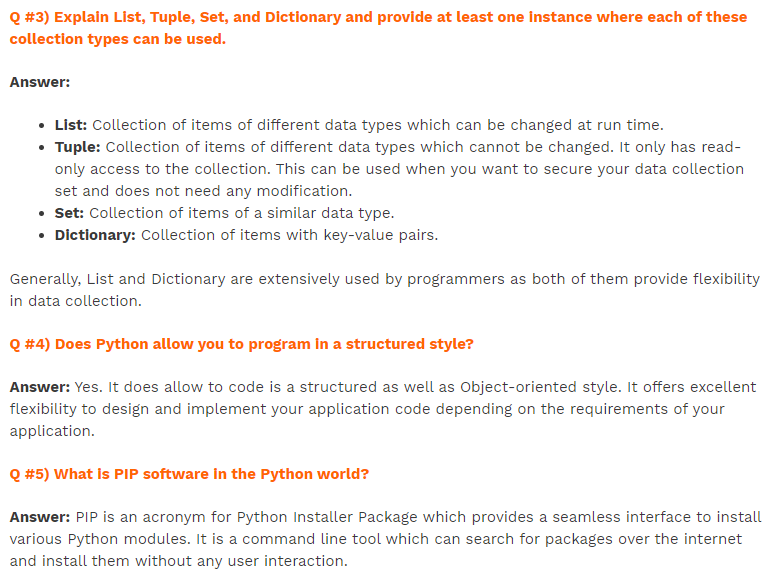 Q #3) Explain List, Tuple, Set, and Dictionary and provide at least one instance where each of these
collection types can be used.
Answer:
• List: Collection of items of different data types which can be changed at run time.
• Tuple: Collection of items of different data types which cannot be changed. It only has read-
only access to the collection. This can be used when you want to secure your data collection
set and does not need any modification.
• Set: Collection of items of a similar data type.
• Dictionary: Collection of items with key-value pairs.
Generally, List and Dictionary are extensively used by programmers as both of them provide flexibility
in data collection.
Q #4) Does Python allow you to program in a structured style?
Answer: Yes. It does allow to code is a structured as well as Object-oriented style. It offers excellent
flexibility to design and implement your application code depending on the requirements of your
application.
Q #5) What is PIP software in the Python world?
Answer: PIP is an acronym for Python Installer Package which provides a seamless interface to install
various Python modules. It is a command line tool which can search for packages over the internet
and install them without any user interaction.